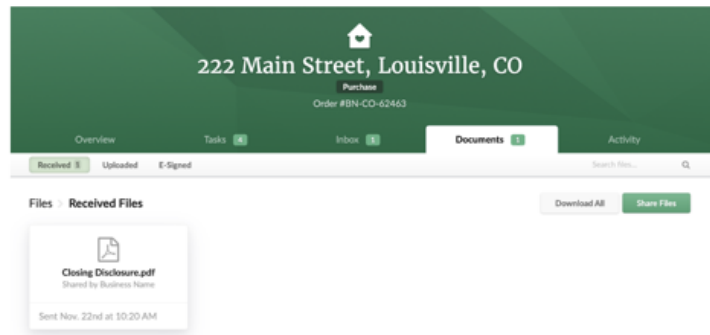 222 Main Street, Louisville, CO
Purchase
Order #BN-CO-62463
Overview Tasks 4 Inbox 1 Documents 1 Activity
Received 1 Uploaded E-Signed Search files...
Files > Received Files Download All Share Files
Closing Disclosure.pdf
Shared by Business Name
Sent Nov. 22nd at 10:20 AM